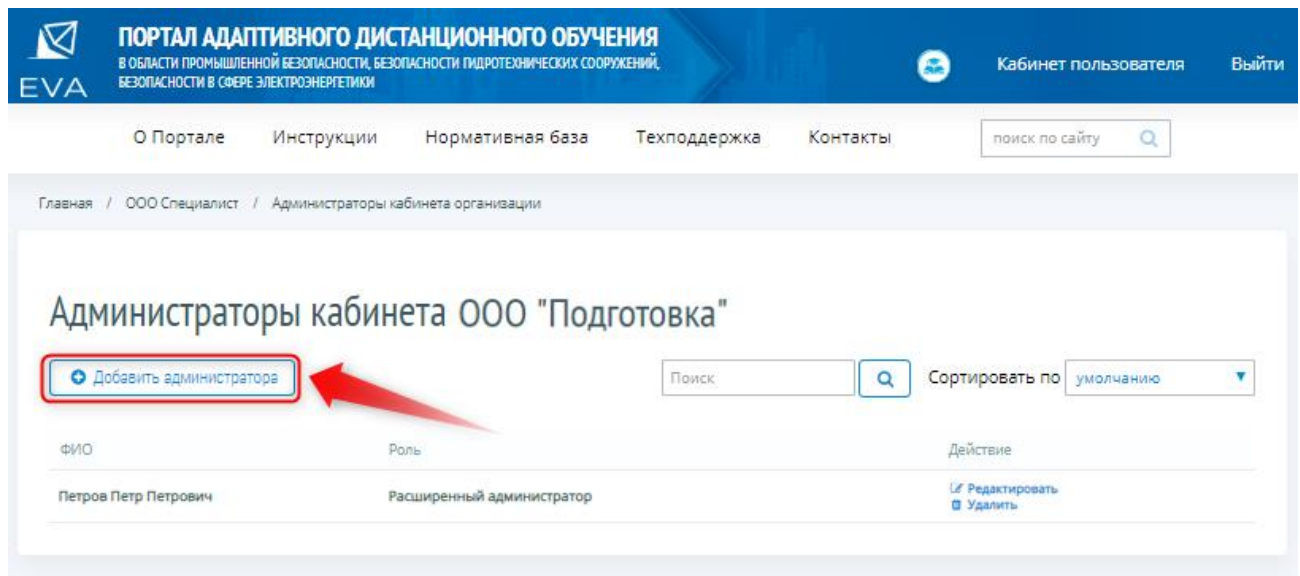 EVA
ПОРТАЛ АДАПТИВНОГО ДИСТАНЦИОННОГО ОБУЧЕНИЯ
В ОБЛАСТИ ПРОМЫШЛЕННОЙ БЕЗОПАСНОСТИ, БЕЗОПАСНОСТИ ГИДРОТЕХНИЧЕСКИХ СООРУЖЕНИЙ,
БЕЗОПАСНОСТИ В СФЕРЕ ЭЛЕКТРОЭНЕРГЕТИКИ
Кабинет пользователя Выйти
О Портале Инструкции Нормативная база Техподдержка Контакты поиск по сайту
Главная / ООО Специалист / Администраторы кабинета организации
Администраторы кабинета ООО "Подготовка"
Добавить администратора Поиск Сортировать по умолчанию
ФИО Роль Действие
Петров Петр Петрович Расширенный администратор Редактировать
Удалить